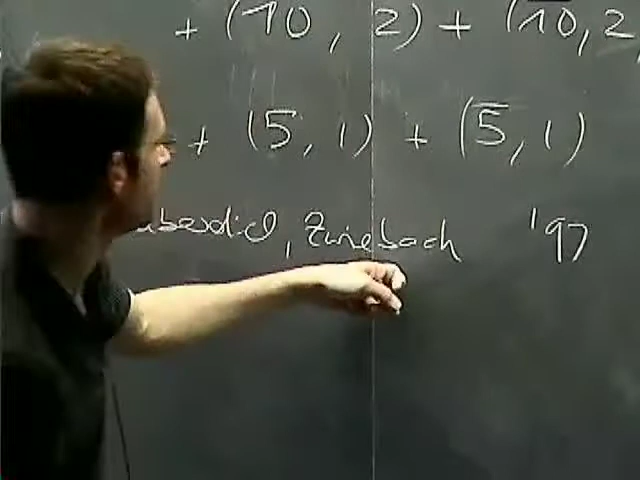 + (10, 2) + (10, 2,
+ (5, 1) + (5̅, 1)
, Zwiebach '97